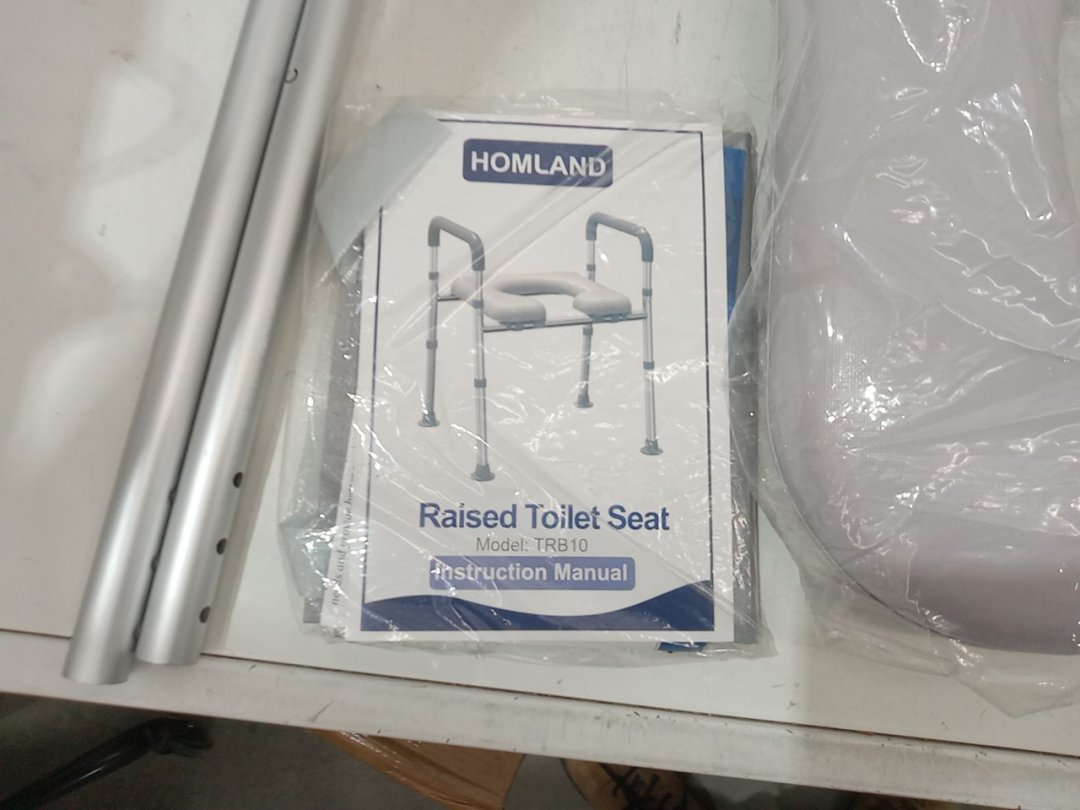 HOMLAND
Raised Toilet Seat
Model: TRB10
Instruction Manual